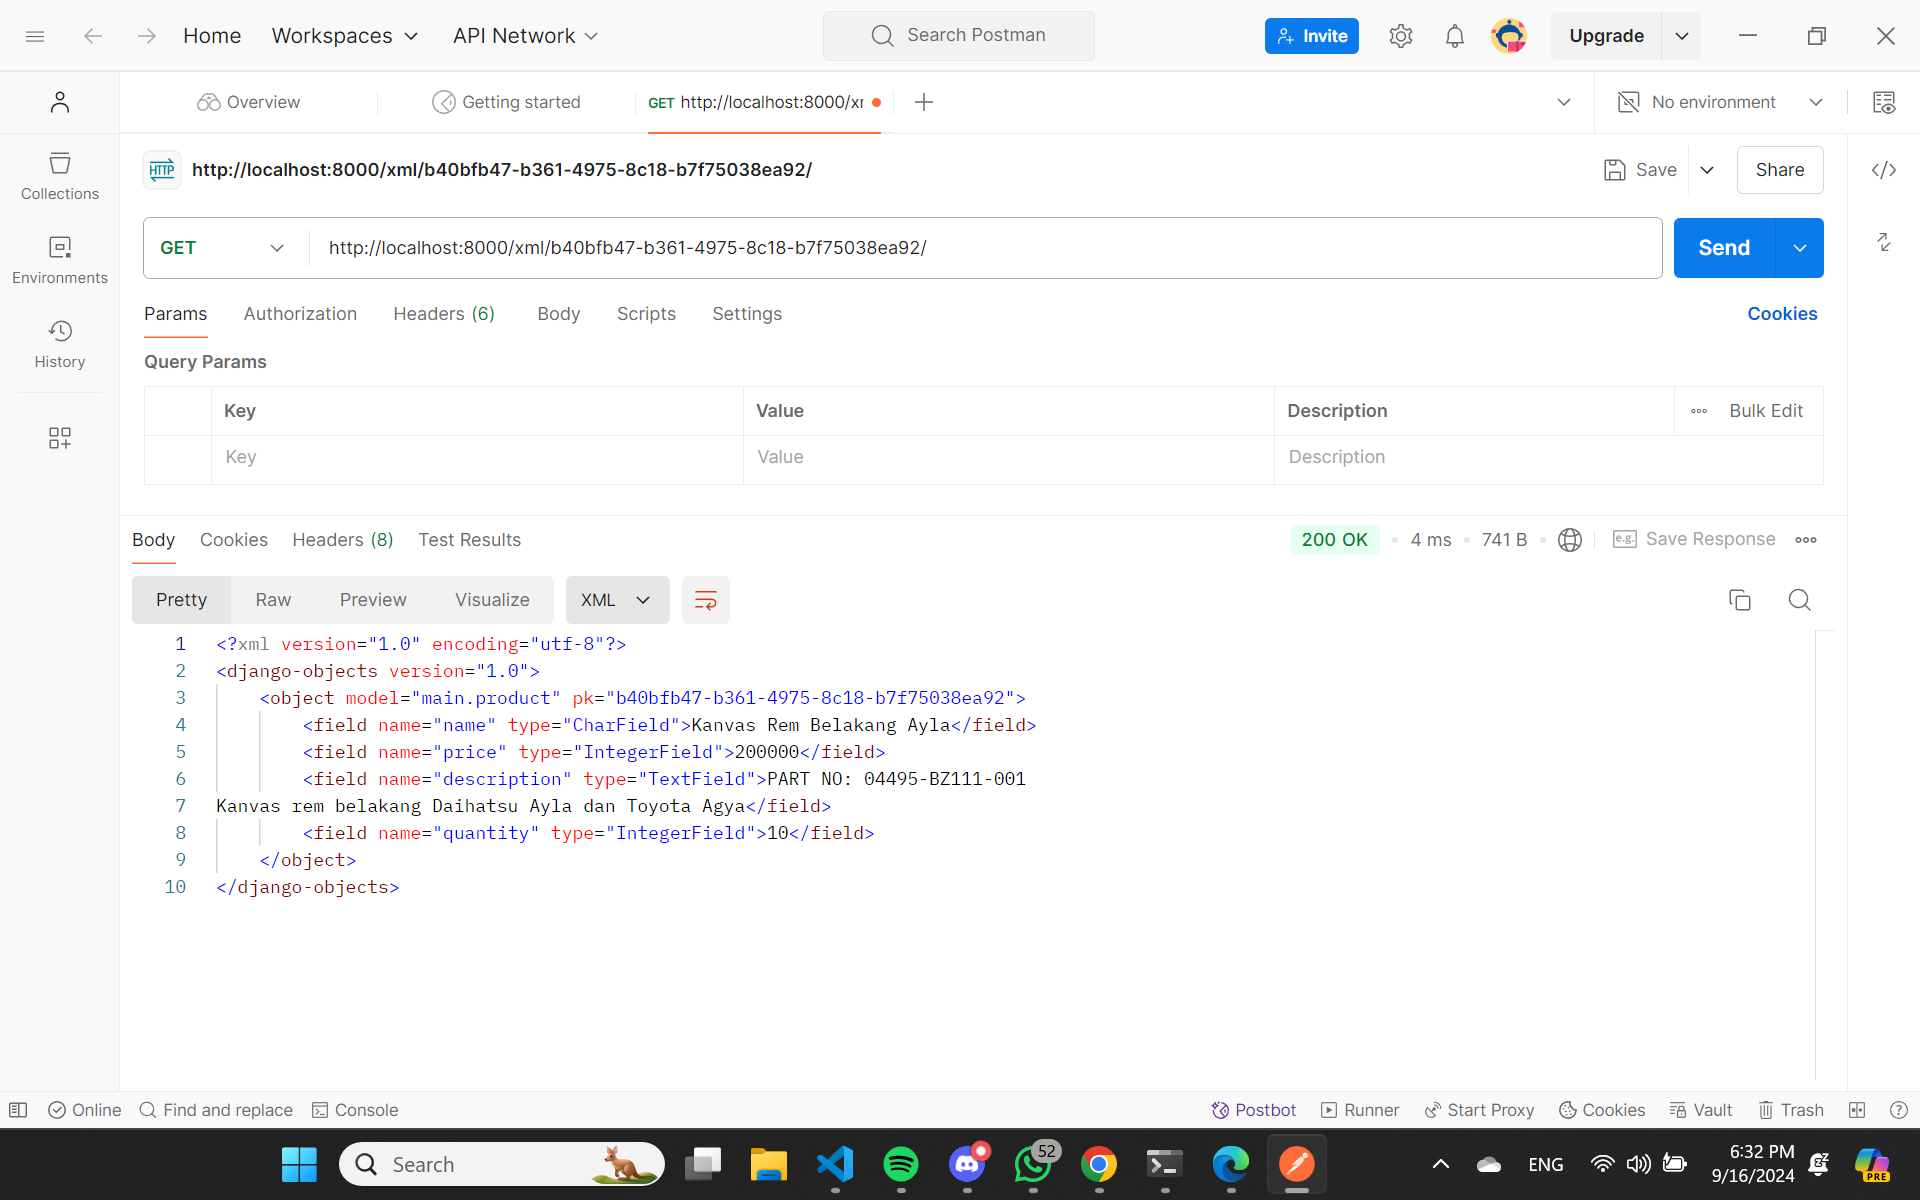 Home Workspaces API Network Search Postman Invite Upgrade
Overview Getting started GET http://localhost:8000/xr No environment
HTTP http://localhost:8000/xml/b40bfb47-b361-4975-8c18-b7f75038ea92/ Save Share
Collections
Environments
History
GET http://localhost:8000/xml/b40bfb47-b361-4975-8c18-b7f75038ea92/ Send
Params Authorization Headers (6) Body Scripts Settings Cookies
Query Params
Key Value Description Bulk Edit
Key Value Description
Body Cookies Headers (8) Test Results 200 OK 4 ms 741 B e.g. Save Response
Pretty Raw Preview Visualize XML
1 <?xml version="1.0" encoding="utf-8"?>
2 <django-objects version="1.0">
3 <object model="main.product" pk="b40bfb47-b361-4975-8c18-b7f75038ea92">
4 <field name="name" type="CharField">Kanvas Rem Belakang Ayla</field>
5 <field name="price" type="IntegerField">200000</field>
6 <field name="description" type="TextField">PART NO: 04495-BZ111-001
7 Kanvas rem belakang Daihatsu Ayla dan Toyota Agya</field>
8 <field name="quantity" type="IntegerField">10</field>
9 </object>
10 </django-objects>
Online Find and replace Console Postbot Runner Start Proxy Cookies Vault Trash
Search 52 ENG 6:32 PM PRE
9/16/2024